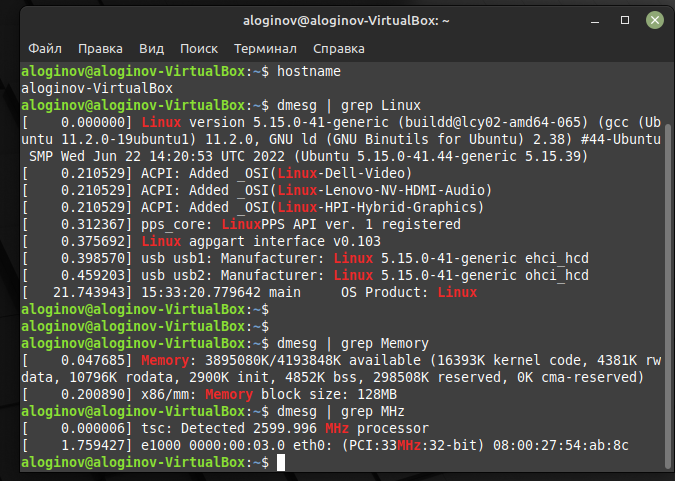 aloginov@aloginov-VirtualBox: ~
Файл Правка Вид Поиск Терминал Справка
aloginov@aloginov-VirtualBox:~$ hostname
aloginov-VirtualBox
aloginov@aloginov-VirtualBox:~$ dmesg | grep Linux
[    0.000000] Linux version 5.15.0-41-generic (buildd@lcy02-amd64-065) (gcc (Ub
untu 11.2.0-19ubuntu1) 11.2.0, GNU ld (GNU Binutils for Ubuntu) 2.38) #44-Ubuntu
 SMP Wed Jun 22 14:20:53 UTC 2022 (Ubuntu 5.15.0-41.44-generic 5.15.39)
[    0.210529] ACPI: Added _OSI(Linux-Dell-Video)
[    0.210529] ACPI: Added _OSI(Linux-Lenovo-NV-HDMI-Audio)
[    0.210529] ACPI: Added _OSI(Linux-HPI-Hybrid-Graphics)
[    0.312367] pps_core: LinuxPPS API ver. 1 registered
[    0.375692] Linux agpgart interface v0.103
[    0.398570] usb usb1: Manufacturer: Linux 5.15.0-41-generic ehci_hcd
[    0.459203] usb usb2: Manufacturer: Linux 5.15.0-41-generic ohci_hcd
[   21.743943] 15:33:20.779642 main     OS Product: Linux
aloginov@aloginov-VirtualBox:~$
aloginov@aloginov-VirtualBox:~$
aloginov@aloginov-VirtualBox:~$ dmesg | grep Memory
[    0.047685] Memory: 3895080K/4193848K available (16393K kernel code, 4381K rw
data, 10796K rodata, 2900K init, 4852K bss, 298508K reserved, 0K cma-reserved)
[    0.200890] x86/mm: Memory block size: 128MB
aloginov@aloginov-VirtualBox:~$ dmesg | grep MHz
[    0.000006] tsc: Detected 2599.996 MHz processor
[    1.759427] e1000 0000:00:03.0 eth0: (PCI:33MHz:32-bit) 08:00:27:54:ab:8c
aloginov@aloginov-VirtualBox:~$